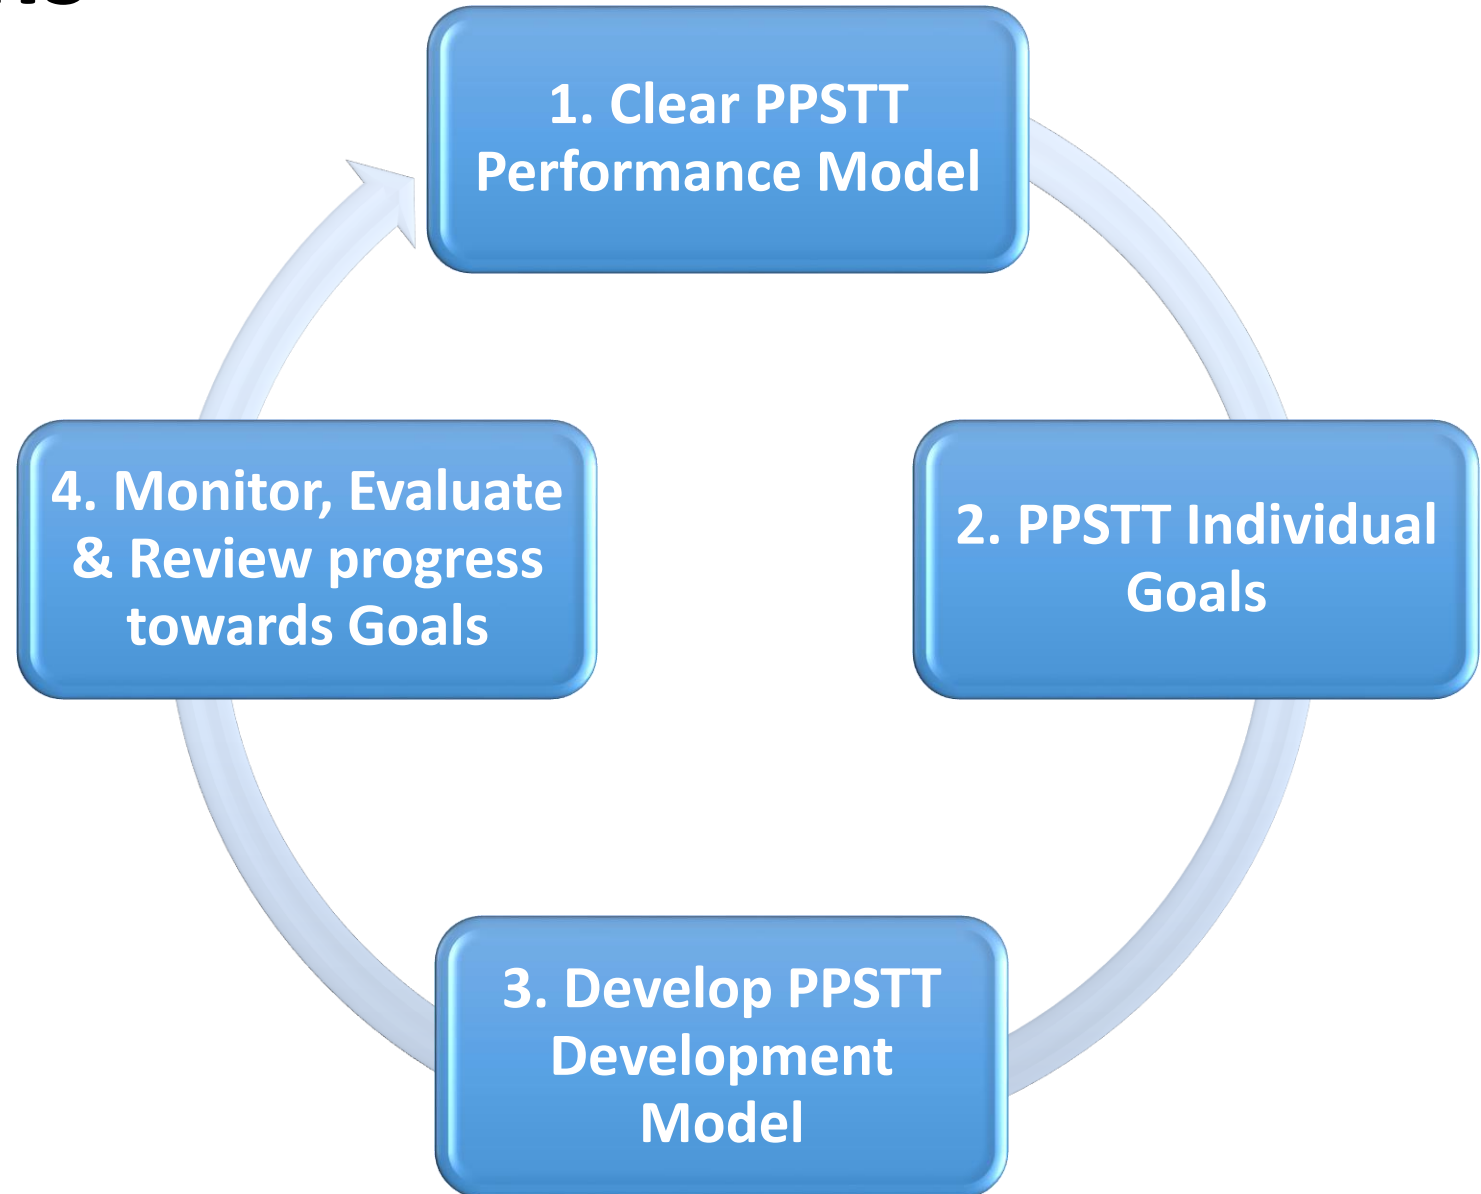 1. Clear PPSTT
Performance Model
2. PPSTT Individual
Goals
3. Develop PPSTT
Development
Model
4. Monitor, Evaluate
& Review progress
towards Goals